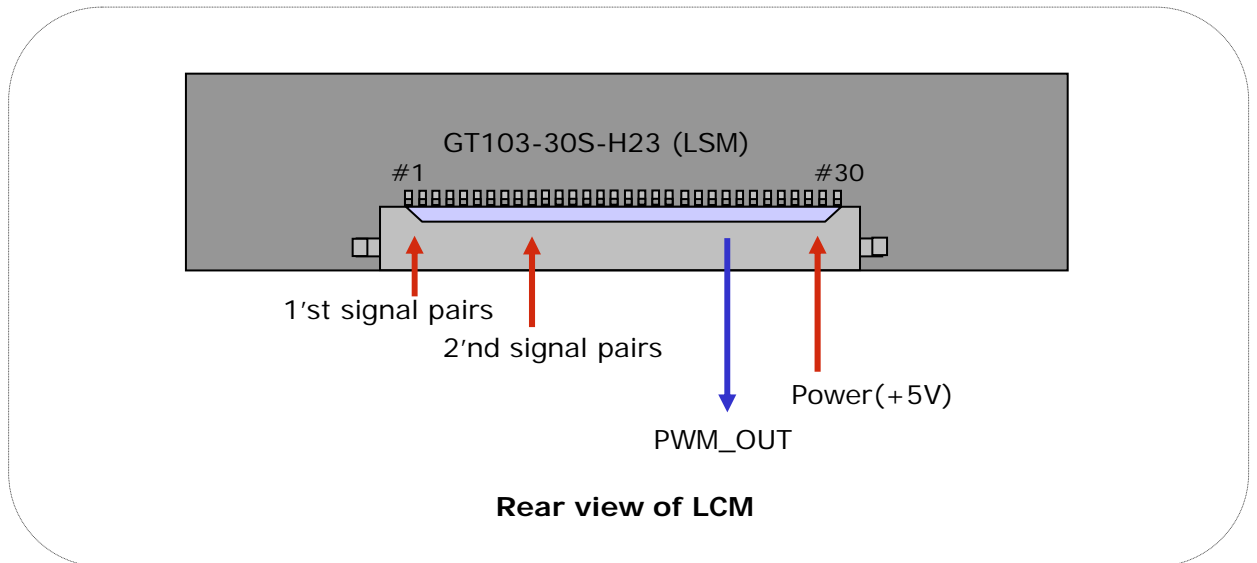 GT103-30S-H23 (LSM)
#1
#30
1'st signal pairs
2'nd signal pairs
Power(+5V)
PWM_OUT
Rear view of LCM